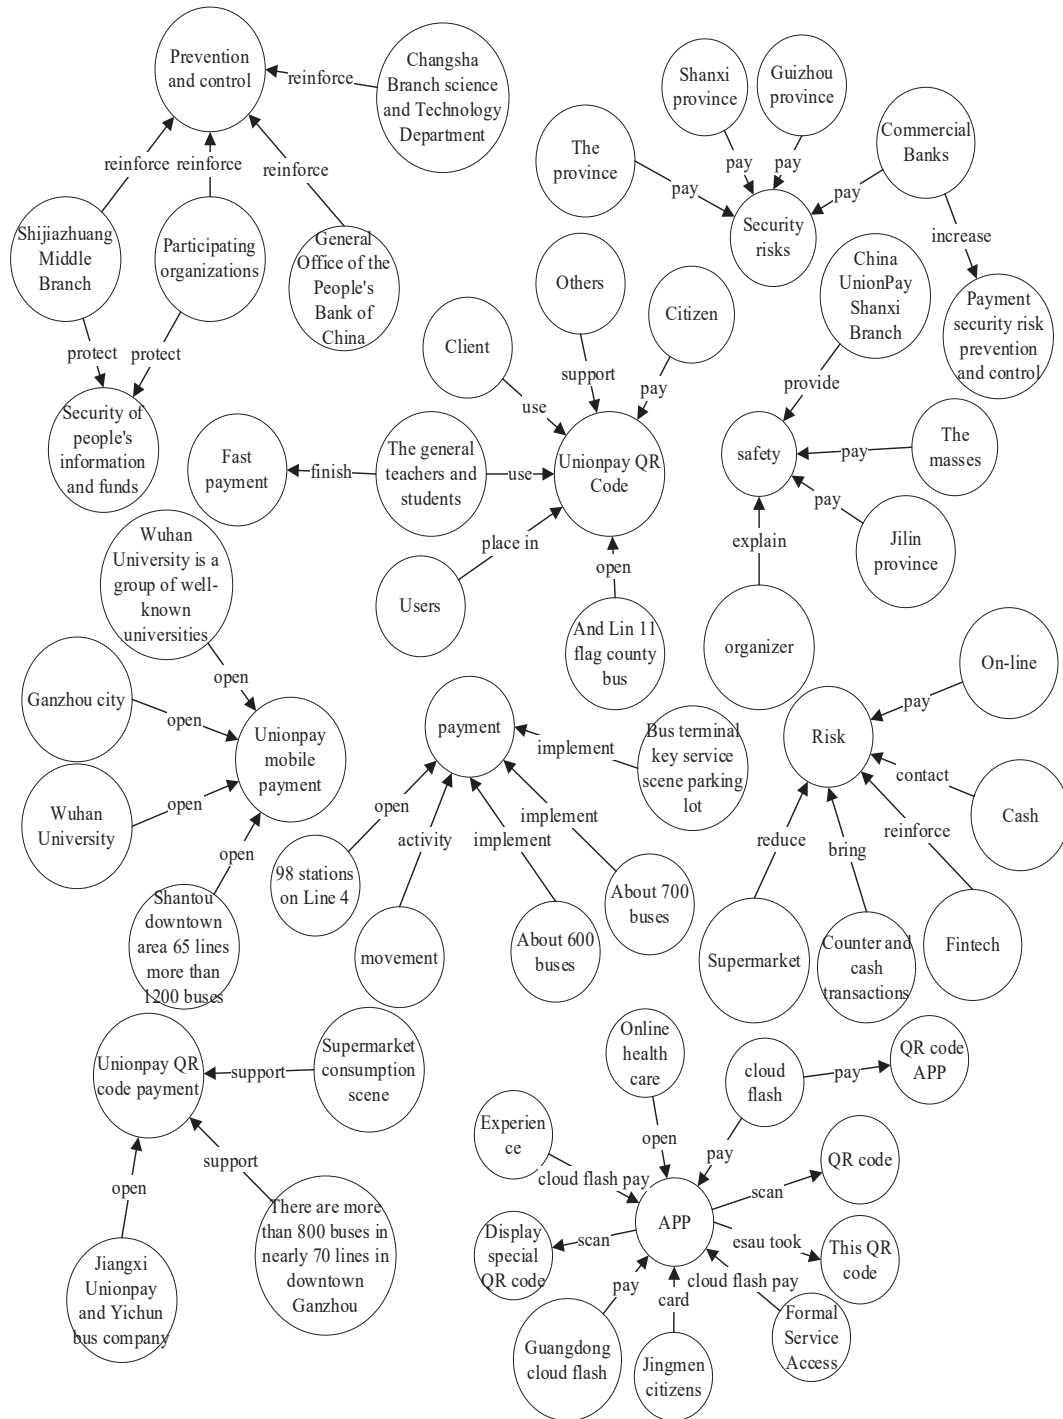 Prevention
and control
reinforce
Changsha
Branch science
and Technology
Department
reinforce
reinforce
reinforce
Shijiazhuang
Middle
Branch
Participating
organizations
General
Office of the
People's
Bank of
China
protect
protect
Security of
people's
information
and funds
Shanxi
province
Guizhou
province
Commercial
Banks
The
province
pay
pay
pay
pay
Security
risks
increase
Payment
security risk
prevention
and control
China
UnionPay
Shanxi
Branch
provide
safety
pay
The
masses
pay
Jilin
province
explain
organizer
Others
Citizen
Client
support
pay
use
Fast
payment
finish
The general
teachers and
students
use
Unionpay QR
Code
place in
Users
open
And Lin 11
flag county
bus
Wuhan
University is a
group of well-
known
universities
open
Ganzhou city
open
Unionpay
mobile
payment
Wuhan
University
open
open
Shantou
downtown
area 65 lines
more than
1200 buses
payment
implement
Bus terminal
key service
scene parking
lot
open
activity
implement
implement
98 stations
on Line 4
movement
About 600
buses
About 700
buses
On-line
pay
Risk
contact
Cash
reduce
bring
reinforce
Supermarket
Counter and
cash
transactions
Fintech
Unionpay QR
code payment
support
Supermarket
consumption
scene
open
support
Jiangxi
Unionpay
and Yichun
bus company
There are more
than 800 buses in
nearly 70 lines in
downtown
Ganzhou
Online
health
care
cloud
flash
pay
QR code
APP
Experien
ce
open
pay
cloud flash pay
QR code
scan
APP
Display
special
QR code
scan
esau took
This QR
code
pay
card
cloud flash pay
Guangdong
cloud flash
Jingmen
citizens
Formal
Service
Access